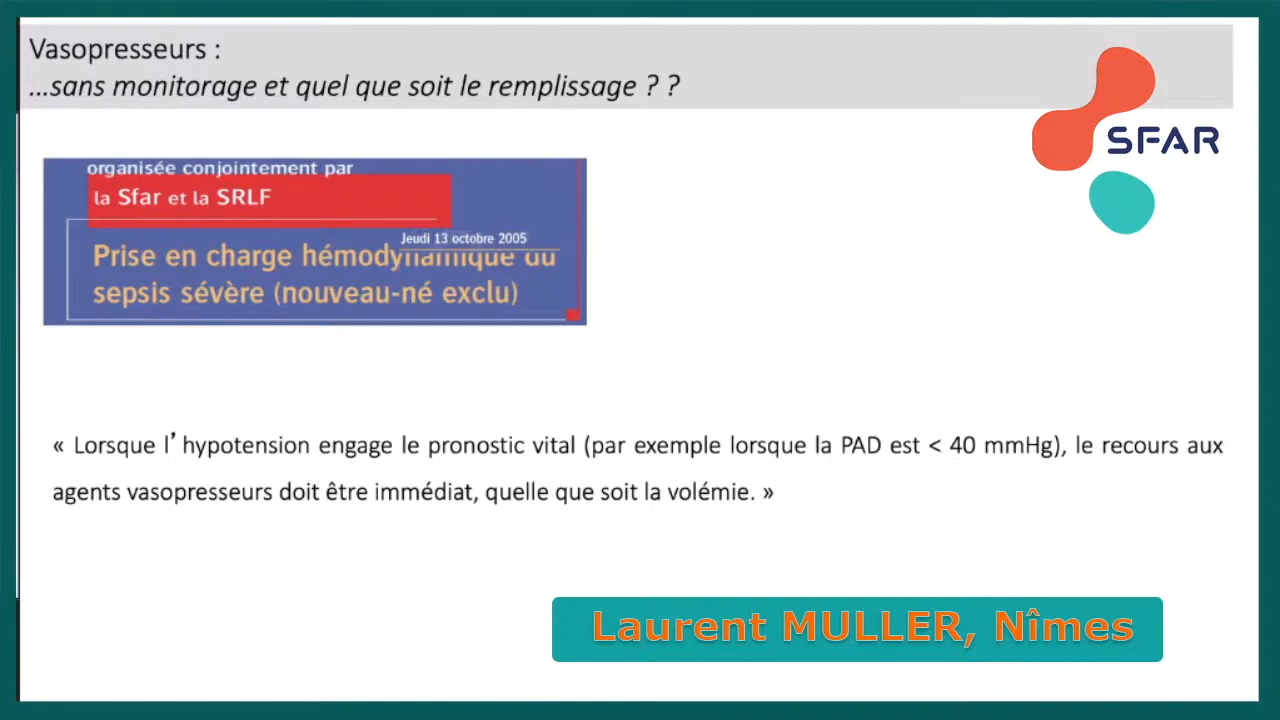 Vasopresseurs :
…sans monitorage et quel que soit le remplissage ? ?
SFAR
organisée conjointement par
la Sfar et la SRLF
Jeudi 13 octobre 2005
Prise en charge hémodynamique du
sepsis sévère (nouveau-né exclu)
« Lorsque l’hypotension engage le pronostic vital (par exemple lorsque la PAD est < 40 mmHg), le recours aux
agents vasopresseurs doit être immédiat, quelle que soit la volémie. »
Laurent MULLER, Nîmes